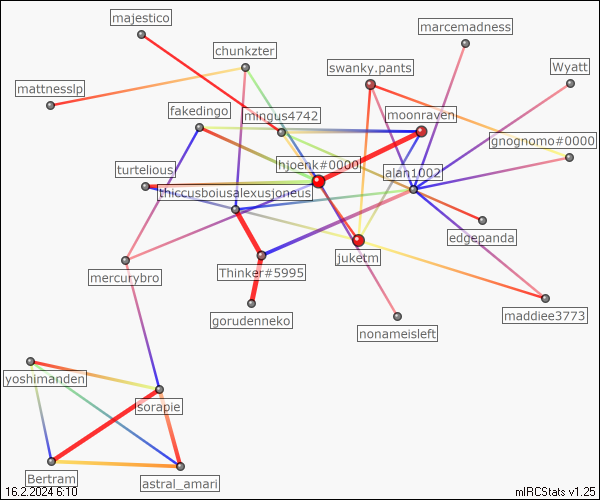 majestico
marcemadness
chunkzter
swanky.pants
Wyatt
mattnesslp
fakedingo
mingus4742
moonraven
gnognomo#0000
hjoenk#0000
turtelious
alan1002
thiccusboiusalexusjoneus
edgepanda
juketm
mercurybro
Thinker#5995
maddiee3773
gorudenneko
nonameisleft
yoshimanden
sorapie
Bertram
astral_amari
16.2.2024 6:10
mIRCStats v1.25